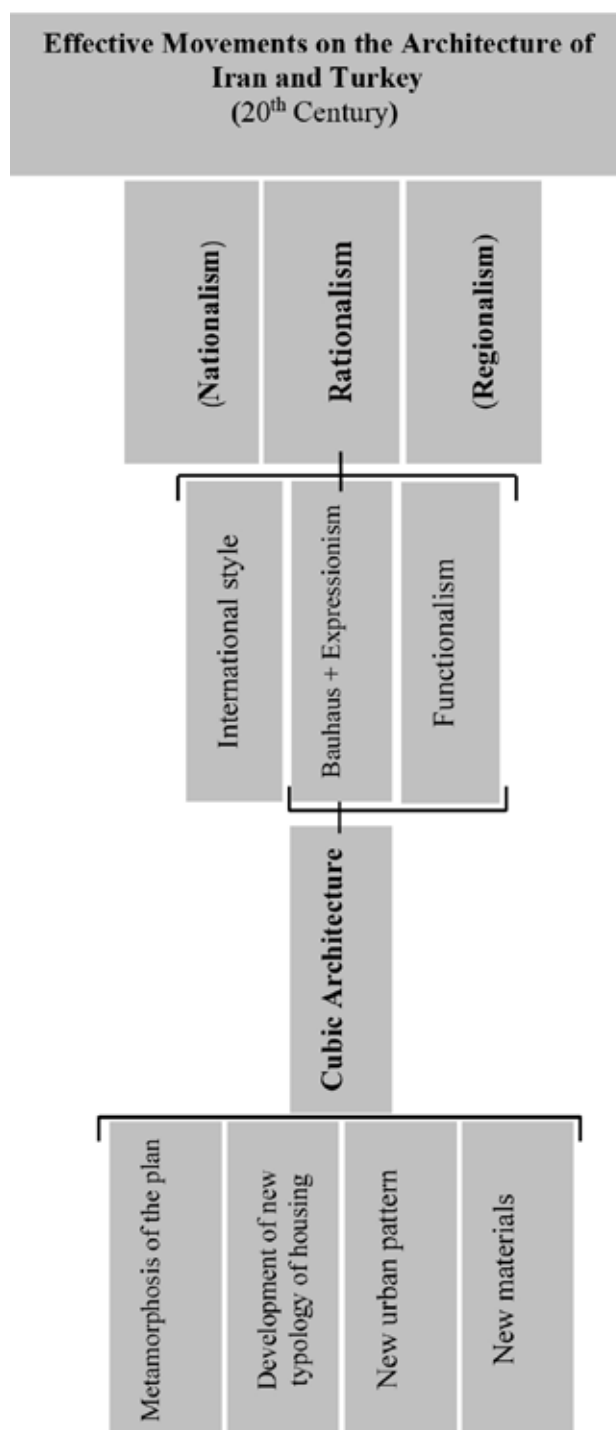 Effective Movements on the Architecture of
Iran and Turkey
(20th Century)
(Nationalism)
Rationalism
(Regionalism)
International style
Bauhaus + Expressionism
Functionalism
Cubic Architecture
Metamorphosis of the plan
Development of new
typology of housing
New urban pattern
New materials